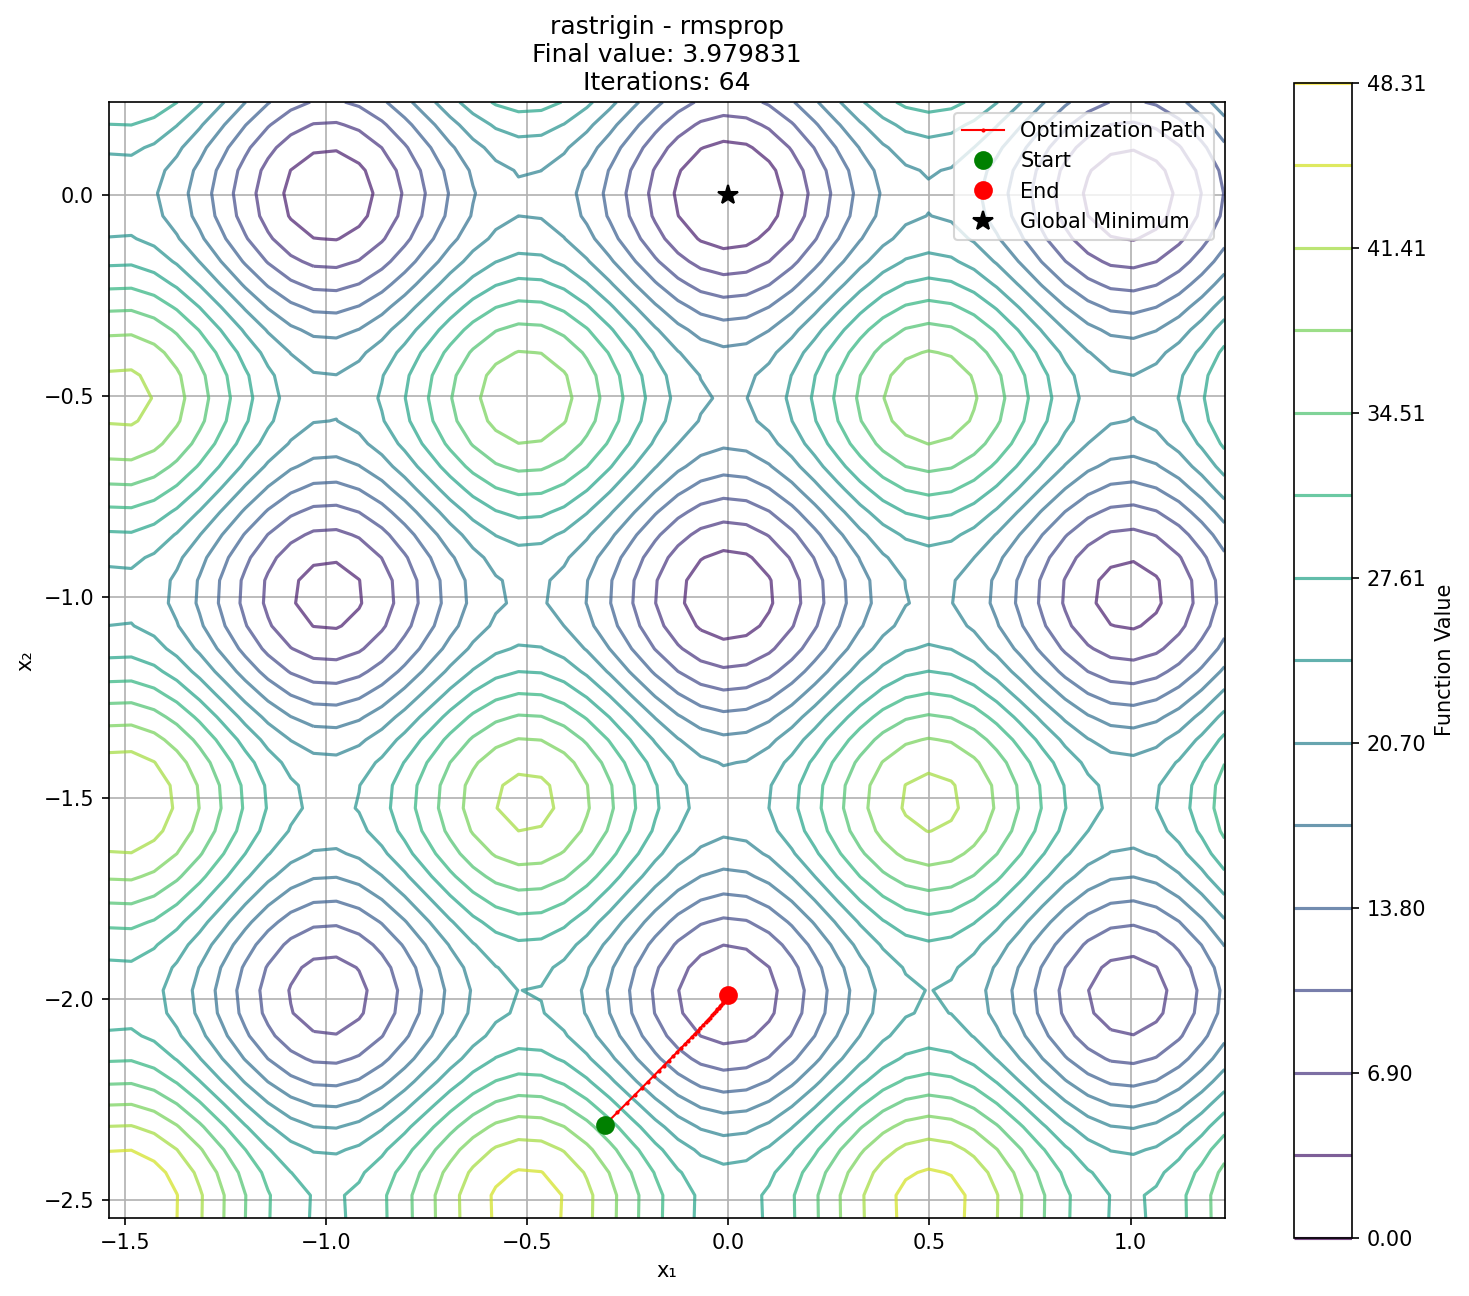 rastrigin - rmsprop
Final value: 3.979831
Iterations: 64
Optimization Path
Start
End
Global Minimum
0.0
−0.5
−1.0
−1.5
−2.0
−2.5
x₂
−1.5
−1.0
−0.5
0.0
0.5
1.0
x₁
48.31
41.41
34.51
27.61
20.70
13.80
6.90
0.00
Function Value